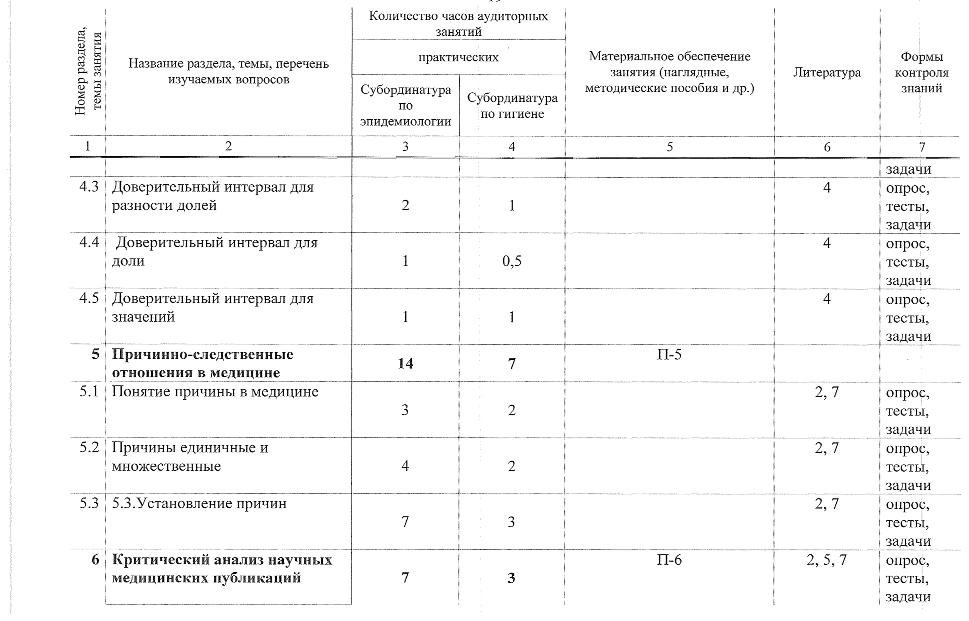 Номер раздела, темы занятия
Название раздела, темы, перечень изучаемых вопросов
Количество часов аудиторных занятий
практических
Субординатура по эпидемиологии
Субординатура по гигиене
Материальное обеспечение занятия (наглядные, методические пособия и др.)
Литература
Формы контроля знаний
1 2 3 4 5 6 7
задачи
4.3 Доверительный интервал для 4 опрос,
разности долей 2 1 тесты,
задачи
4.4 Доверительный интервал для 4 опрос,
доли 1 0,5 тесты,
задачи
4.5 Доверительный интервал для 4 опрос,
значений 1 1 тесты,
задачи
5 Причинно-следственные П-5
отношения в медицине 14 7
5.1 Понятие причины в медицине 2, 7 опрос,
3 2 тесты,
задачи
5.2 Причины единичные и 2, 7 опрос,
множественные 4 2 тесты,
задачи
5.3 5.3.Установление причин 2, 7 опрос,
7 3 тесты,
задачи
6 Критический анализ научных П-6 2, 5, 7 опрос,
медицинских публикаций 7 3 тесты,
задачи